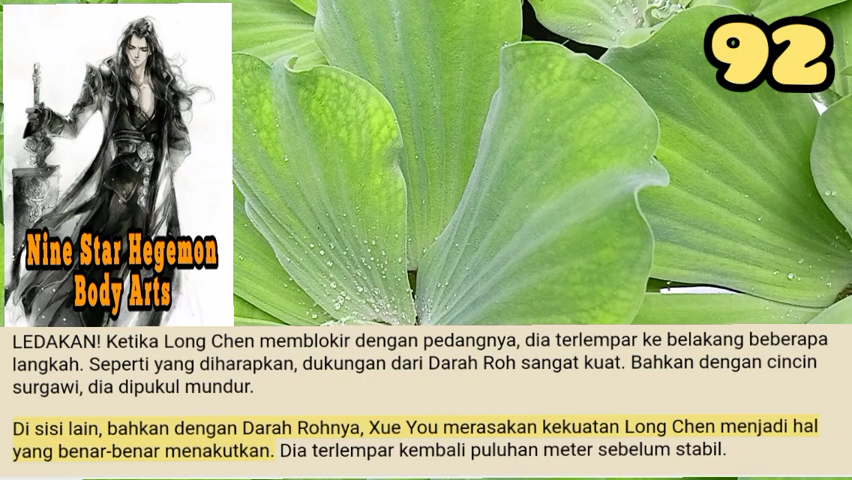 92
Nine Star Hegemon
Body Arts
LEDAKAN! Ketika Long Chen memblokir dengan pedangnya, dia terlempar ke belakang beberapa
langkah. Seperti yang diharapkan, dukungan dari Darah Roh sangat kuat. Bahkan dengan cincin
surgawi, dia dipukul mundur.
Di sisi lain, bahkan dengan Darah Rohnya, Xue You merasakan kekuatan Long Chen menjadi hal
yang benar-benar menakutkan. Dia terlempar kembali puluhan meter sebelum stabil.